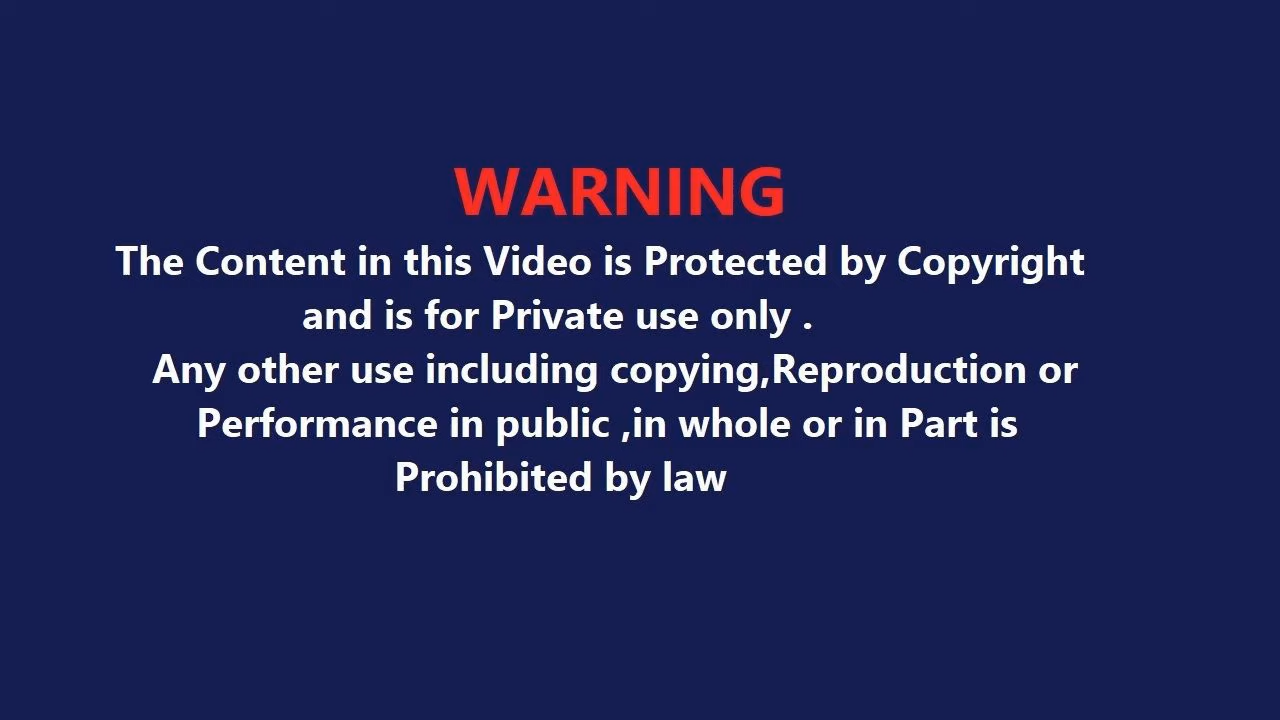 WARNING
The Content in this Video is Protected by Copyright
and is for Private use only .
Any other use including copying,Reproduction or
Performance in public ,in whole or in Part is
Prohibited by law